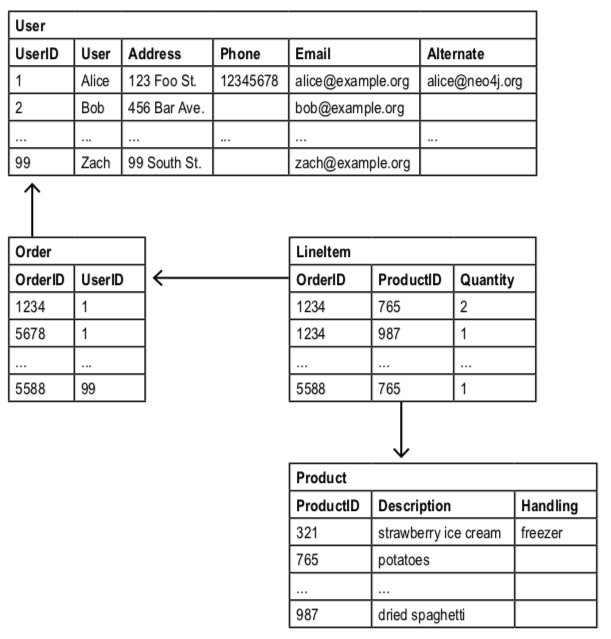 User
UserID User Address Phone Email Alternate
1 Alice 123 Foo St. 12345678 alice@example.org alice@neo4j.org
2 Bob 456 Bar Ave. bob@example.org
... ... ... ... ... ...
99 Zach 99 South St. zach@example.org
Order
OrderID UserID
1234 1
5678 1
... ...
5588 99
LineItem
OrderID ProductID Quantity
1234 765 2
1234 987 1
... ... ...
5588 765 1
Product
ProductID Description Handling
321 strawberry ice cream freezer
765 potatoes
... ...
987 dried spaghetti